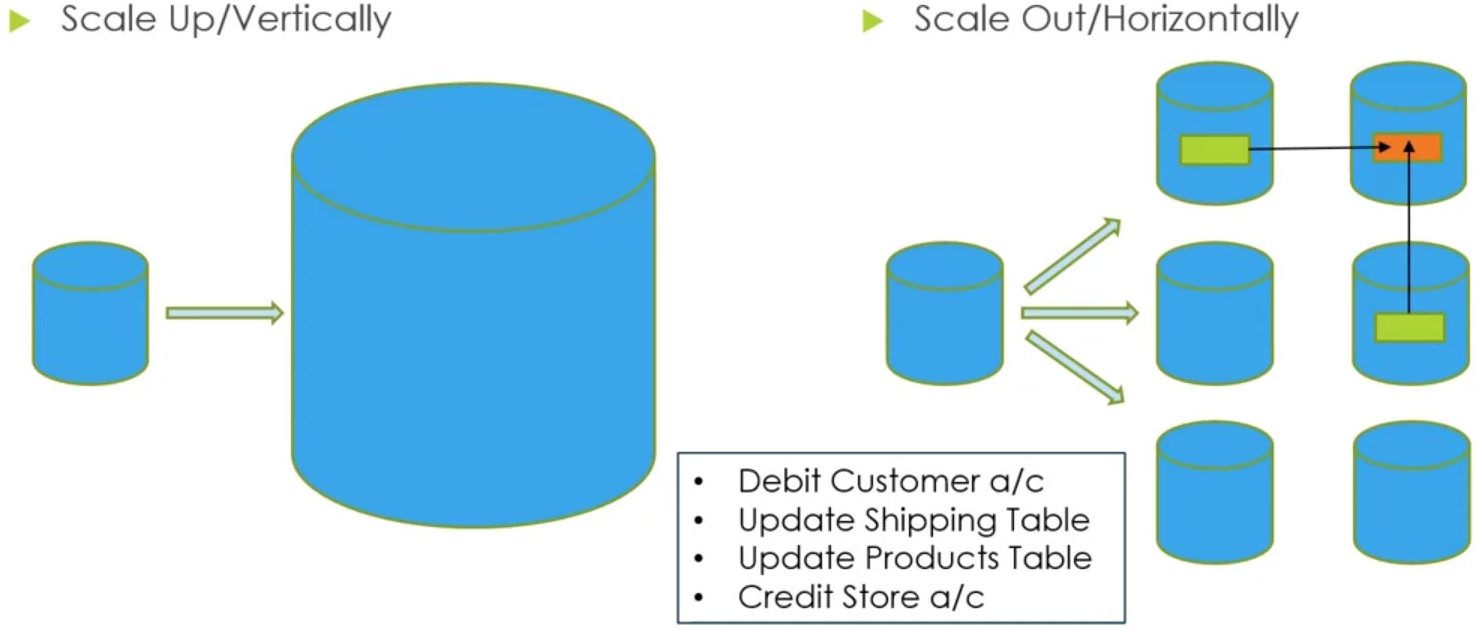 Scale Up/Vertically
Scale Out/Horizontally
• Debit Customer a/c
• Update Shipping Table
• Update Products Table
• Credit Store a/c